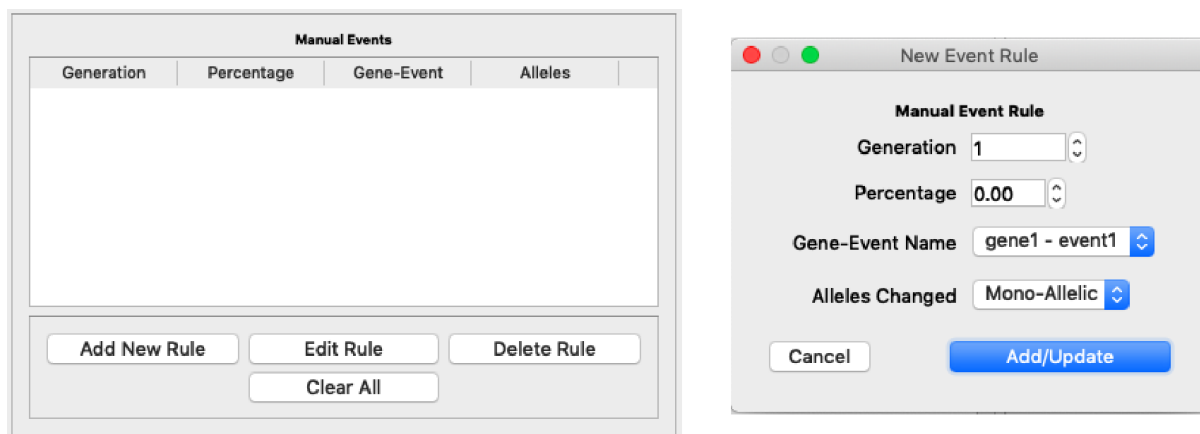 Manual Events
Generation Percentage Gene-Event Alleles
Add New Rule Edit Rule Delete Rule
Clear All
New Event Rule
Manual Event Rule
Generation 1
Percentage 0.00
Gene-Event Name gene1 - event1
Alleles Changed Mono-Allelic
Cancel Add/Update